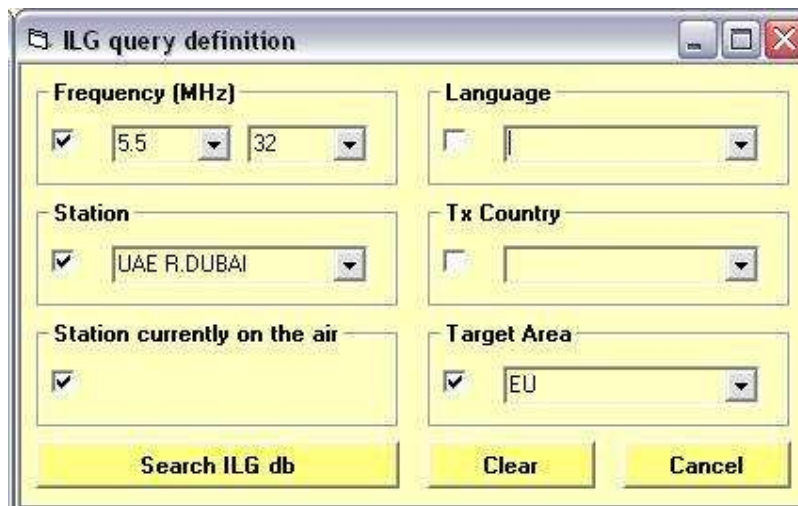 ILG query definition
Frequency (MHz)
Language
5.5
32
Station
Tx Country
UAE R.DUBAI
Station currently on the air
Target Area
EU
Search ILG db
Clear
Cancel